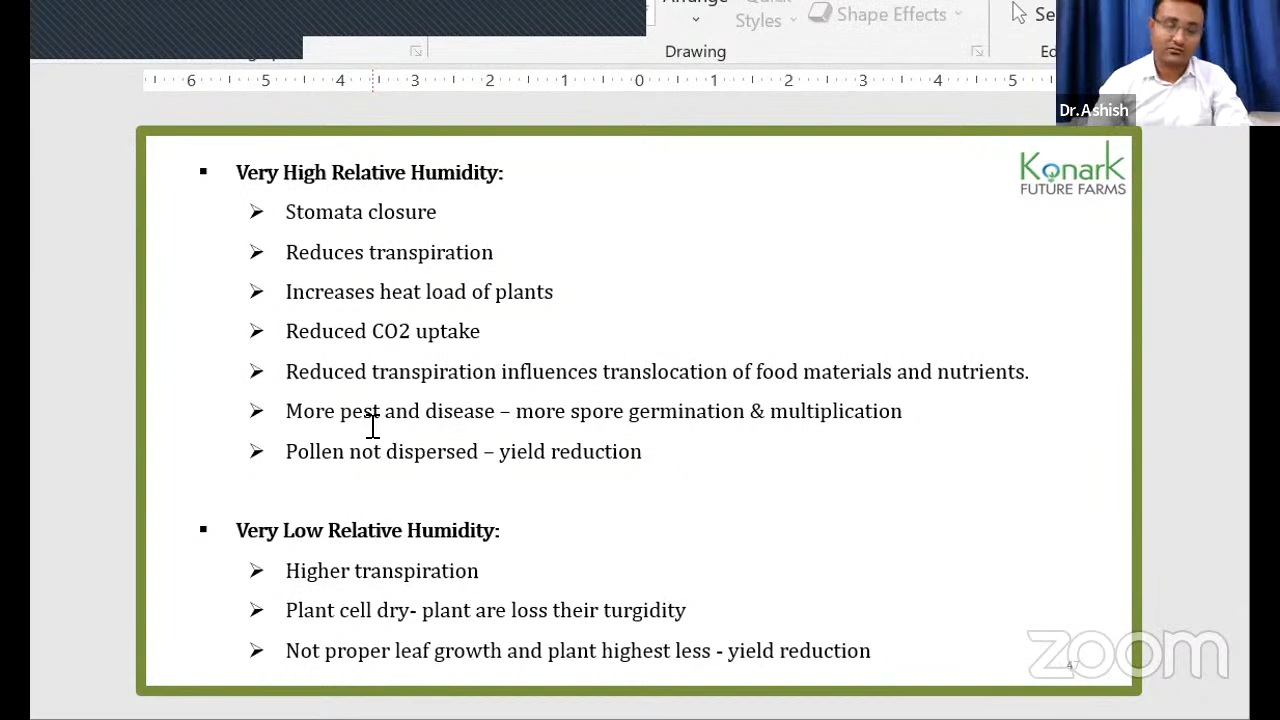 Styles
Shape Effects
Drawing
6 5 4 3 2 1 0 1 2 3 4 5
Dr.Ashish
Konark
FUTURE FARMS
▪ Very High Relative Humidity:
➢ Stomata closure
➢ Reduces transpiration
➢ Increases heat load of plants
➢ Reduced CO2 uptake
➢ Reduced transpiration influences translocation of food materials and nutrients.
➢ More pest and disease – more spore germination & multiplication
➢ Pollen not dispersed – yield reduction
▪ Very Low Relative Humidity:
➢ Higher transpiration
➢ Plant cell dry- plant are loss their turgidity
➢ Not proper leaf growth and plant highest less - yield reduction
zoom
47